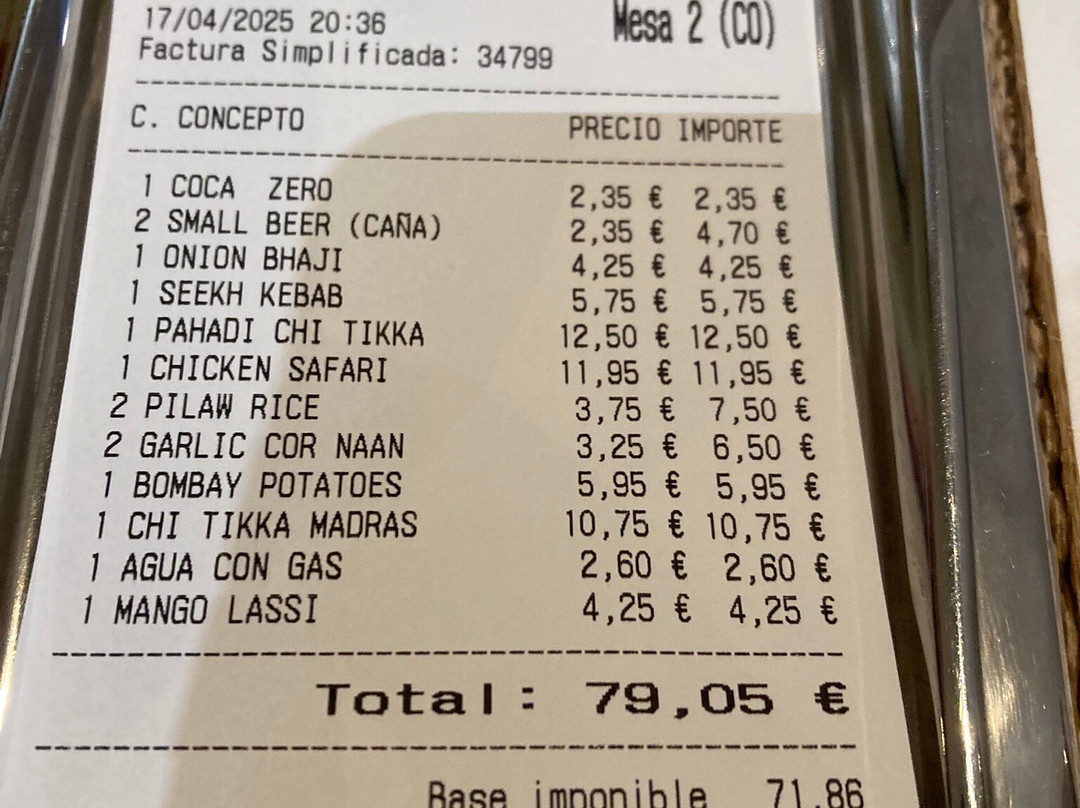 17/04/2025 20:36 Mesa 2 (CO)
Factura Simplificada: 34799
C. CONCEPTO PRECIO IMPORTE
1 COCA ZERO 2,35 € 2,35 €
2 SMALL BEER (CAÑA) 2,35 € 4,70 €
1 ONION BHAJI 4,25 € 4,25 €
1 SEEKH KEBAB 5,75 € 5,75 €
1 PAHADI CHI TIKKA 12,50 € 12,50 €
1 CHICKEN SAFARI 11,95 € 11,95 €
2 PILAW RICE 3,75 € 7,50 €
2 GARLIC COR NAAN 3,25 € 6,50 €
1 BOMBAY POTATOES 5,95 € 5,95 €
1 CHI TIKKA MADRAS 10,75 € 10,75 €
1 AGUA CON GAS 2,60 € 2,60 €
1 MANGO LASSI 4,25 € 4,25 €
Total: 79,05 €
Base imponible 71.86